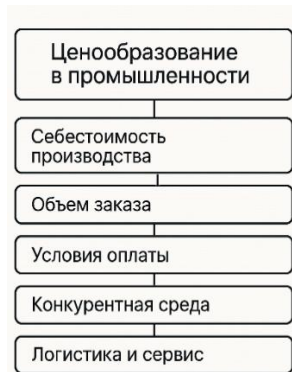 Ценообразование
в промышленности
Себестоимость
производства
Объем заказа
Условия оплаты
Конкурентная среда
Логистика и сервис